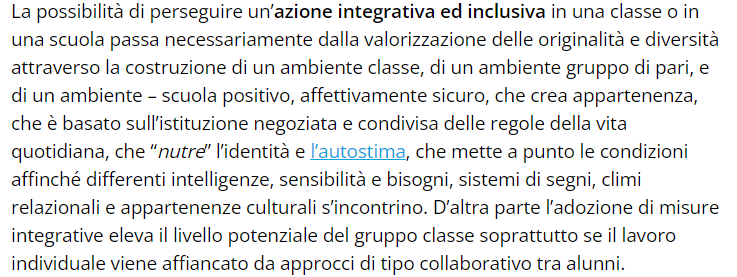 La possibilità di perseguire un’azione integrativa ed inclusiva in una classe o in
una scuola passa necessariamente dalla valorizzazione delle originalità e diversità
attraverso la costruzione di un ambiente classe, di un ambiente gruppo di pari, e
di un ambiente – scuola positivo, affettivamente sicuro, che crea appartenenza,
che è basato sull’istituzione negoziata e condivisa delle regole della vita
quotidiana, che “nutre” l’identità e l’autostima, che mette a punto le condizioni
affinché differenti intelligenze, sensibilità e bisogni, sistemi di segni, climi
relazionali e appartenenze culturali s’incontrino. D’altra parte l’adozione di misure
integrative eleva il livello potenziale del gruppo classe soprattutto se il lavoro
individuale viene affiancato da approcci di tipo collaborativo tra alunni.